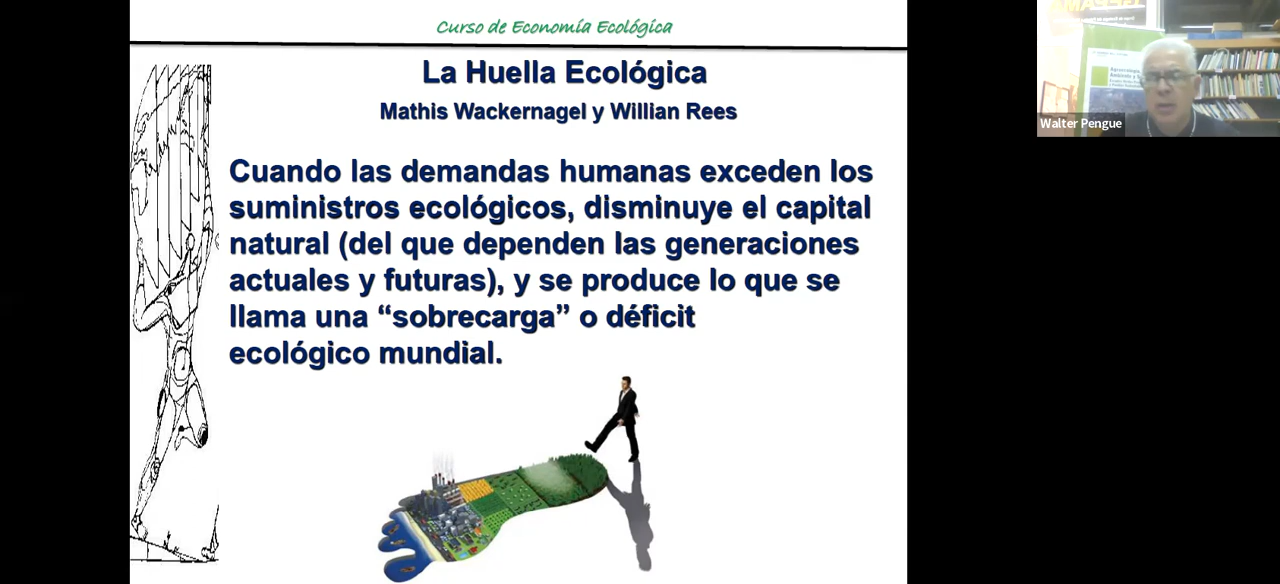 Curso de Economía Ecológica
La Huella Ecológica
Mathis Wackernagel y Willian Rees
Cuando las demandas humanas exceden los
suministros ecológicos, disminuye el capital
natural (del que dependen las generaciones
actuales y futuras), y se produce lo que se
llama una “sobrecarga” o déficit
ecológico mundial.
Walter Pengue